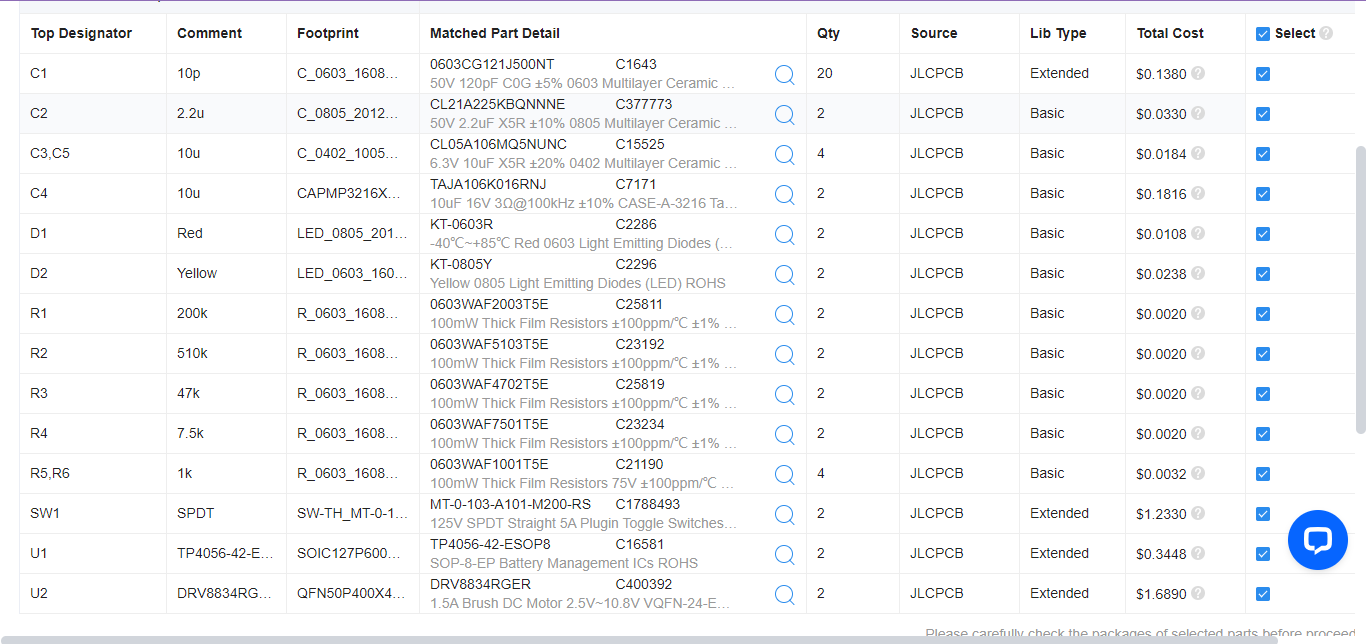 Top Designator Comment Footprint Matched Part Detail Qty Source Lib Type Total Cost Select
C1 10p C_0603_1608... 0603CG121J500NT C1643 20 JLCPCB Extended $0.1380
50V 120pF C0G ±5% 0603 Multilayer Ceramic ...
C2 2.2u C_0805_2012... CL21A225KBQNNNE C377773 2 JLCPCB Basic $0.0330
50V 2.2uF X5R ±10% 0805 Multilayer Ceramic ...
C3,C5 10u C_0402_1005... CL05A106MQ5NUNC C15525 4 JLCPCB Basic $0.0184
6.3V 10uF X5R ±20% 0402 Multilayer Ceramic ...
C4 10u CAPMP3216X... TAJA106K016RNJ C7171 2 JLCPCB Basic $0.1816
10uF 16V 3Ω@100kHz ±10% CASE-A-3216 Ta...
D1 Red LED_0805_201... KT-0603R C2286 2 JLCPCB Basic $0.0108
-40℃~+85℃ Red 0603 Light Emitting Diodes (...
D2 Yellow LED_0603_160... KT-0805Y C2296 2 JLCPCB Basic $0.0238
Yellow 0805 Light Emitting Diodes (LED) ROHS
R1 200k R_0603_1608... 0603WAF2003T5E C25811 2 JLCPCB Basic $0.0020
100mW Thick Film Resistors ±100ppm/℃ ±1% ...
R2 510k R_0603_1608... 0603WAF5103T5E C23192 2 JLCPCB Basic $0.0020
100mW Thick Film Resistors ±100ppm/℃ ±1% ...
R3 47k R_0603_1608... 0603WAF4702T5E C25819 2 JLCPCB Basic $0.0020
100mW Thick Film Resistors ±100ppm/℃ ±1% ...
R4 7.5k R_0603_1608... 0603WAF7501T5E C23234 2 JLCPCB Basic $0.0020
100mW Thick Film Resistors ±100ppm/℃ ±1% ...
R5,R6 1k R_0603_1608... 0603WAF1001T5E C21190 4 JLCPCB Basic $0.0032
100mW Thick Film Resistors 75V ±100ppm/℃ ...
SW1 SPDT SW-TH_MT-0-1... MT-0-103-A101-M200-RS C1788493 2 JLCPCB Extended $1.2330
125V SPDT Straight 5A Plugin Toggle Switches...
U1 TP4056-42-E... SOIC127P600... TP4056-42-ESOP8 C16581 2 JLCPCB Extended $0.3448
SOP-8-EP Battery Management ICs ROHS
U2 DRV8834RG... QFN50P400X4... DRV8834RGER C400392 2 JLCPCB Extended $1.6890
1.5A Brush DC Motor 2.5V~10.8V VQFN-24-E...
Please carefully check the packages of selected parts before proceed